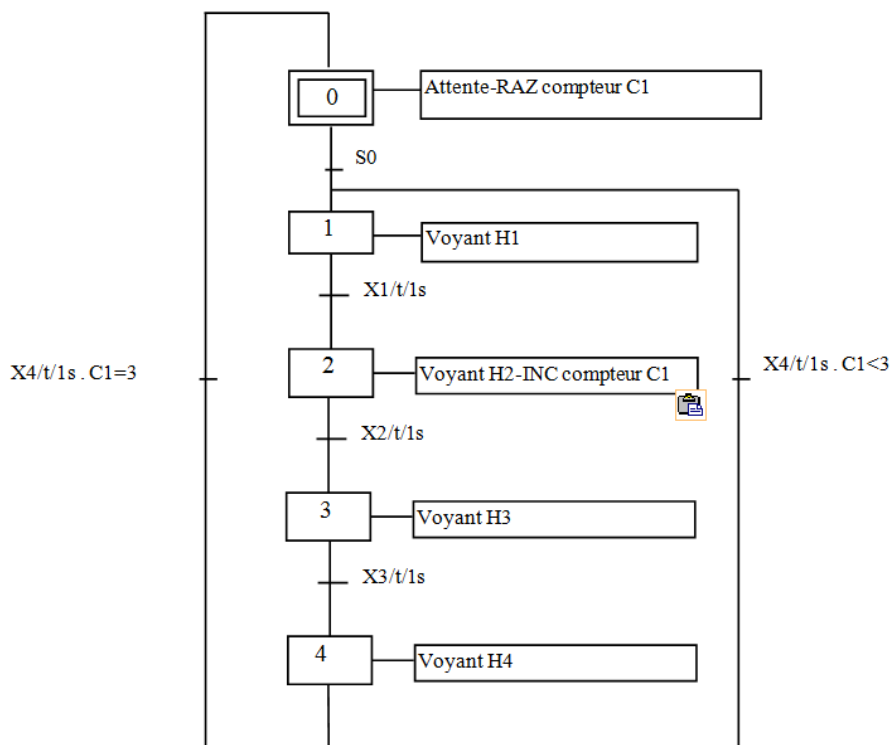 0
Attente-RAZ compteur C1
S0
1
Voyant H1
X1/t/1s
X4/t/1s . C1=3
2
Voyant H2-INC compteur C1
X4/t/1s . C1<3
X2/t/1s
3
Voyant H3
X3/t/1s
4
Voyant H4